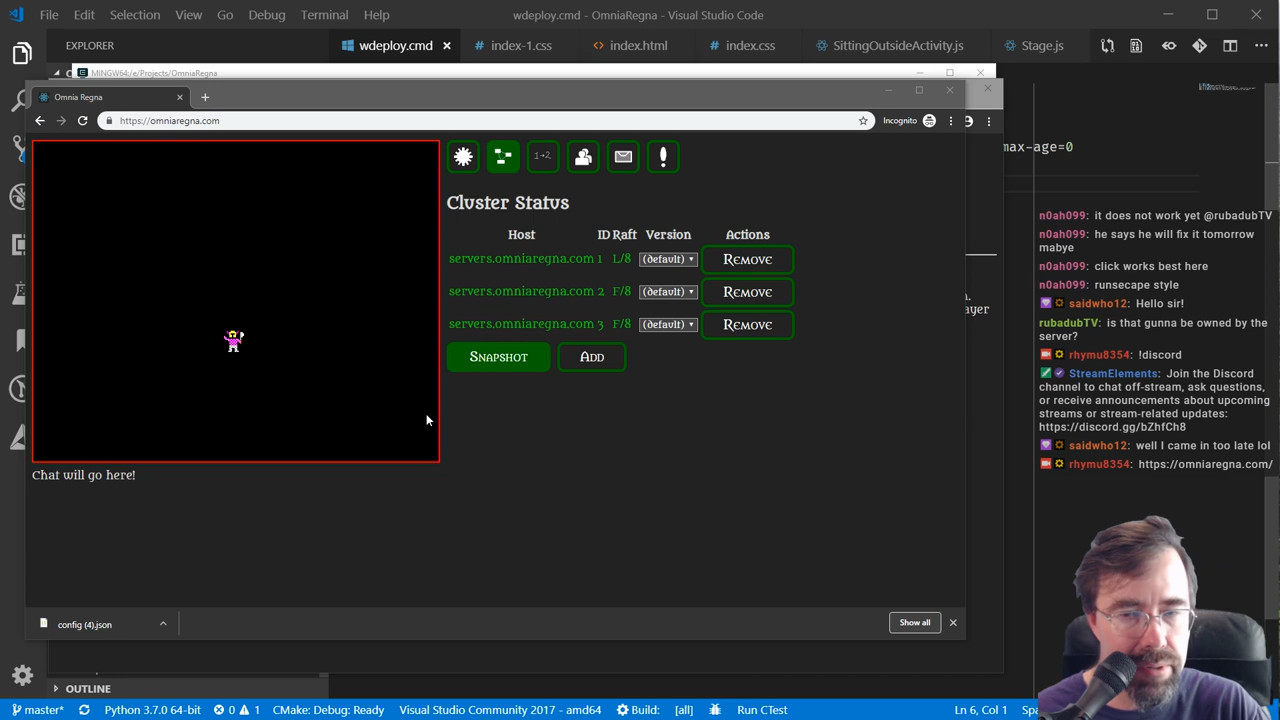 File Edit Selection View Go Debug Terminal Help wdeploy.cmd - OmniaRegna - Visual Studio Code
EXPLORER wdeploy.cmd index-1.css index.html index.css SittingOutsideActivity.js Stage.js
MINGW64:/e/Projects/OmniaRegna
Omnia Regna
https://omniaregna.com Incognito
max-age=0
Cluster Status
Host ID Raft Version Actions
servers.omniaregna.com 1 L/8 (default) Remove
servers.omniaregna.com 2 F/8 (default) Remove
servers.omniaregna.com 3 F/8 (default) Remove
Snapshot Add
Chat will go here!
n0ah099: it does not work yet @rubadubTV
n0ah099: he says he will fix it tomorrow
mabye
n0ah099: click works best here
n0ah099: runsecape style
saidwho12: Hello sir!
rubadubTV: is that gunna be owned by the
server?
rhymu8354: !discord
StreamElements: Join the Discord
channel to chat off-stream, ask questions,
or receive announcements about upcoming
streams or stream-related updates:
https://discord.gg/bZhfCh8
saidwho12: well I came in too late lol
rhymu8354: https://omniaregna.com/
config (4).json Show all
OUTLINE
master* Python 3.7.0 64-bit 0 1 CMake: Debug: Ready Visual Studio Community 2017 - amd64 Build: [all] Run CTest Ln 6, Col 1